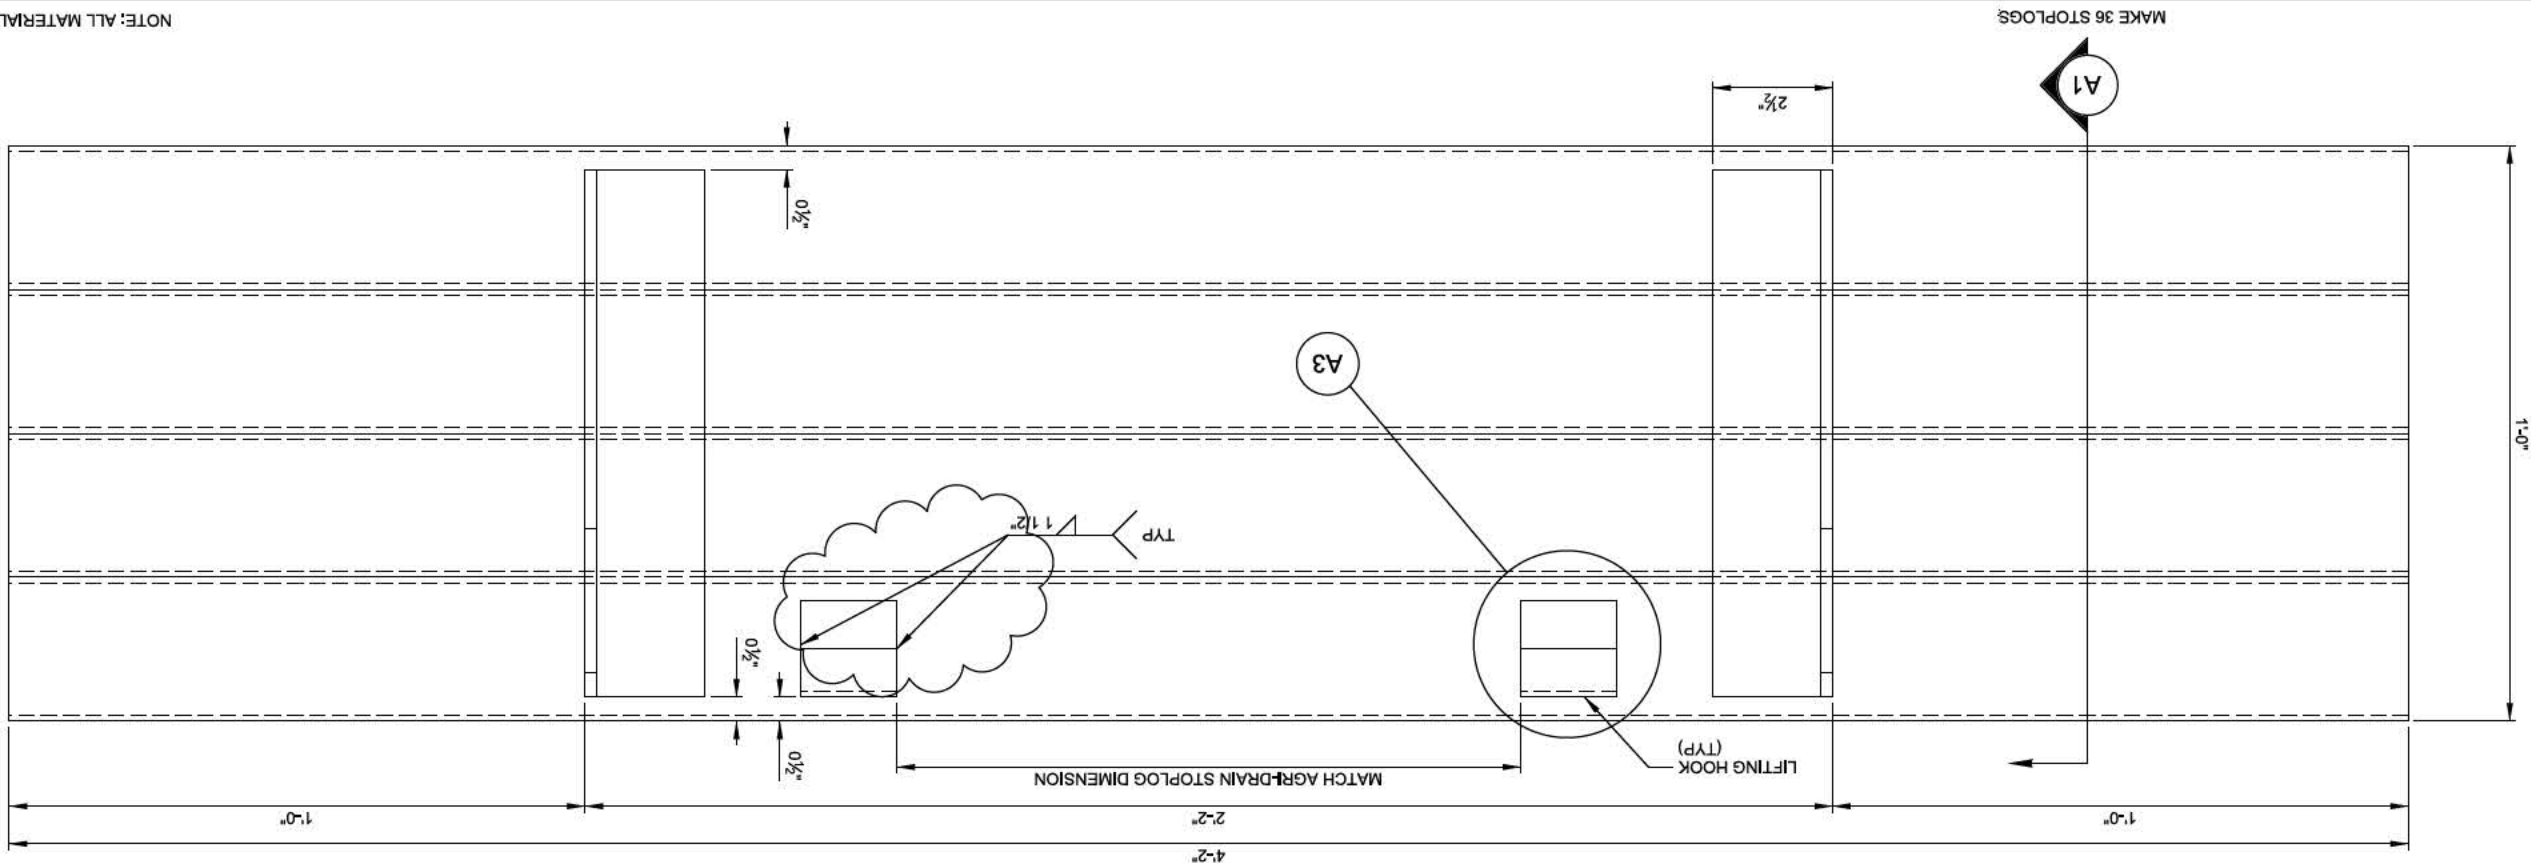 4'-2"
1'-0"
2'-2"
1'-0"
LIFTING HOOK
(TYP)
MATCH AGRI-DRAIN STOPLOG DIMENSION
0½"
0½"
TYP
1 1/2"
A3
1'-0"
0½"
2½"
A1
MAKE 36 STOPLOGS
NOTE: ALL MATERIAL